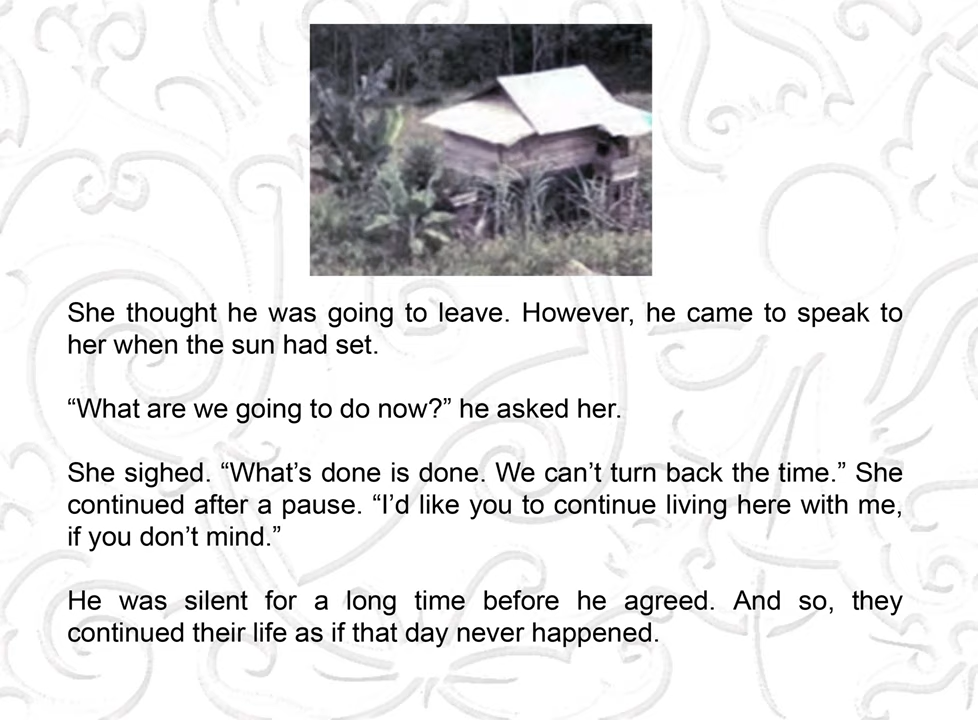 She thought he was going to leave. However, he came to speak to
her when the sun had set.
“What are we going to do now?” he asked her.
She sighed. “What’s done is done. We can’t turn back the time.” She
continued after a pause. “I’d like you to continue living here with me,
if you don’t mind.”
He was silent for a long time before he agreed. And so, they
continued their life as if that day never happened.